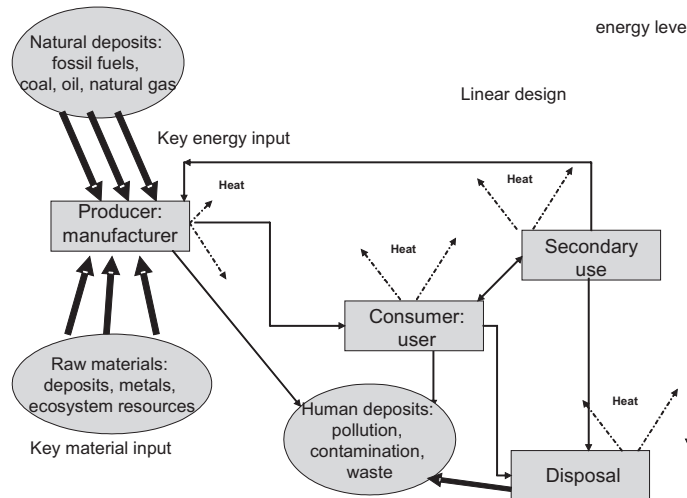 Natural deposits:
fossil fuels,
coal, oil, natural gas
energy leve
Linear design
Key energy input
Heat
Heat
Heat
Producer:
manufacturer
Secondary
use
Consumer:
user
Raw materials:
deposits, metals,
ecosystem resources
Key material input
Human deposits:
pollution,
contamination,
waste
Heat
Disposal